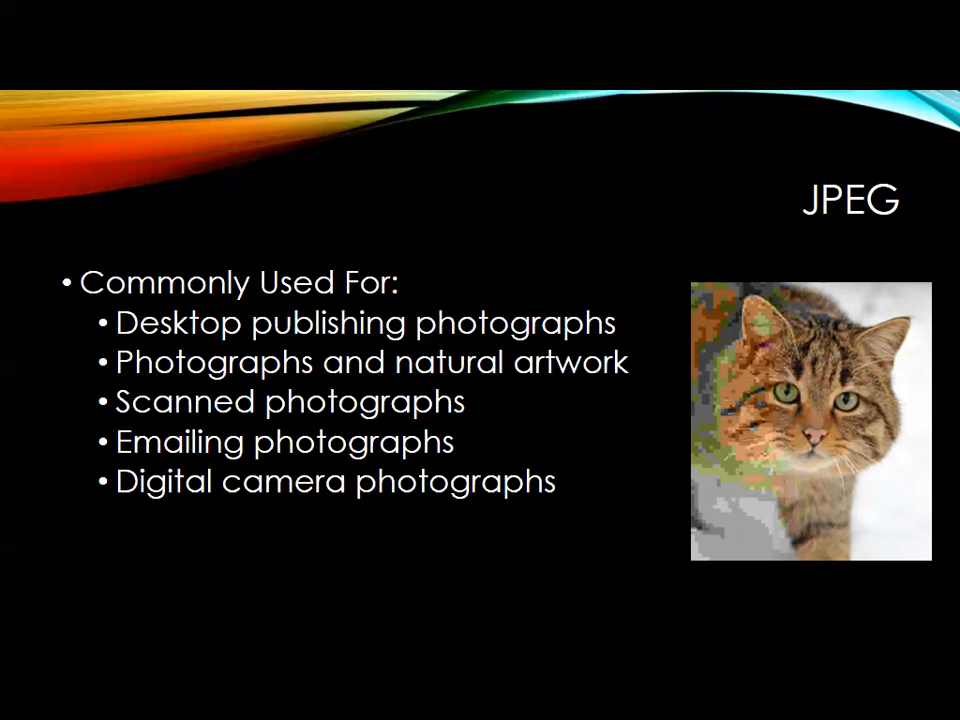 JPEG
• Commonly Used For:
• Desktop publishing photographs
• Photographs and natural artwork
• Scanned photographs
• Emailing photographs
• Digital camera photographs